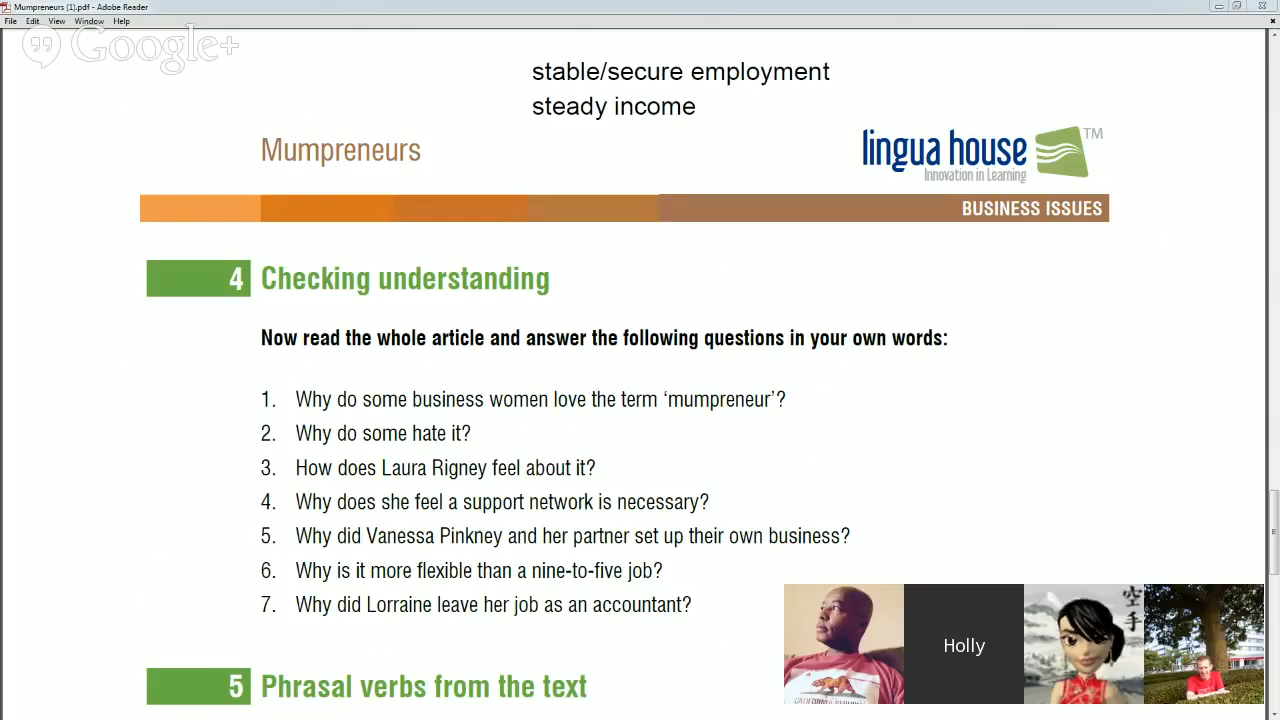 Mumpreneurs (1).pdf - Adobe Reader
File Edit View Window Help
Google+
stable/secure employment
steady income
Mumpreneurs
lingua house TM
Innovation in Learning
BUSINESS ISSUES
4 Checking understanding
Now read the whole article and answer the following questions in your own words:
1. Why do some business women love the term ‘mumpreneur’?
2. Why do some hate it?
3. How does Laura Rigney feel about it?
4. Why does she feel a support network is necessary?
5. Why did Vanessa Pinkney and her partner set up their own business?
6. Why is it more flexible than a nine-to-five job?
7. Why did Lorraine leave her job as an accountant?
Holly
空手
5 Phrasal verbs from the text